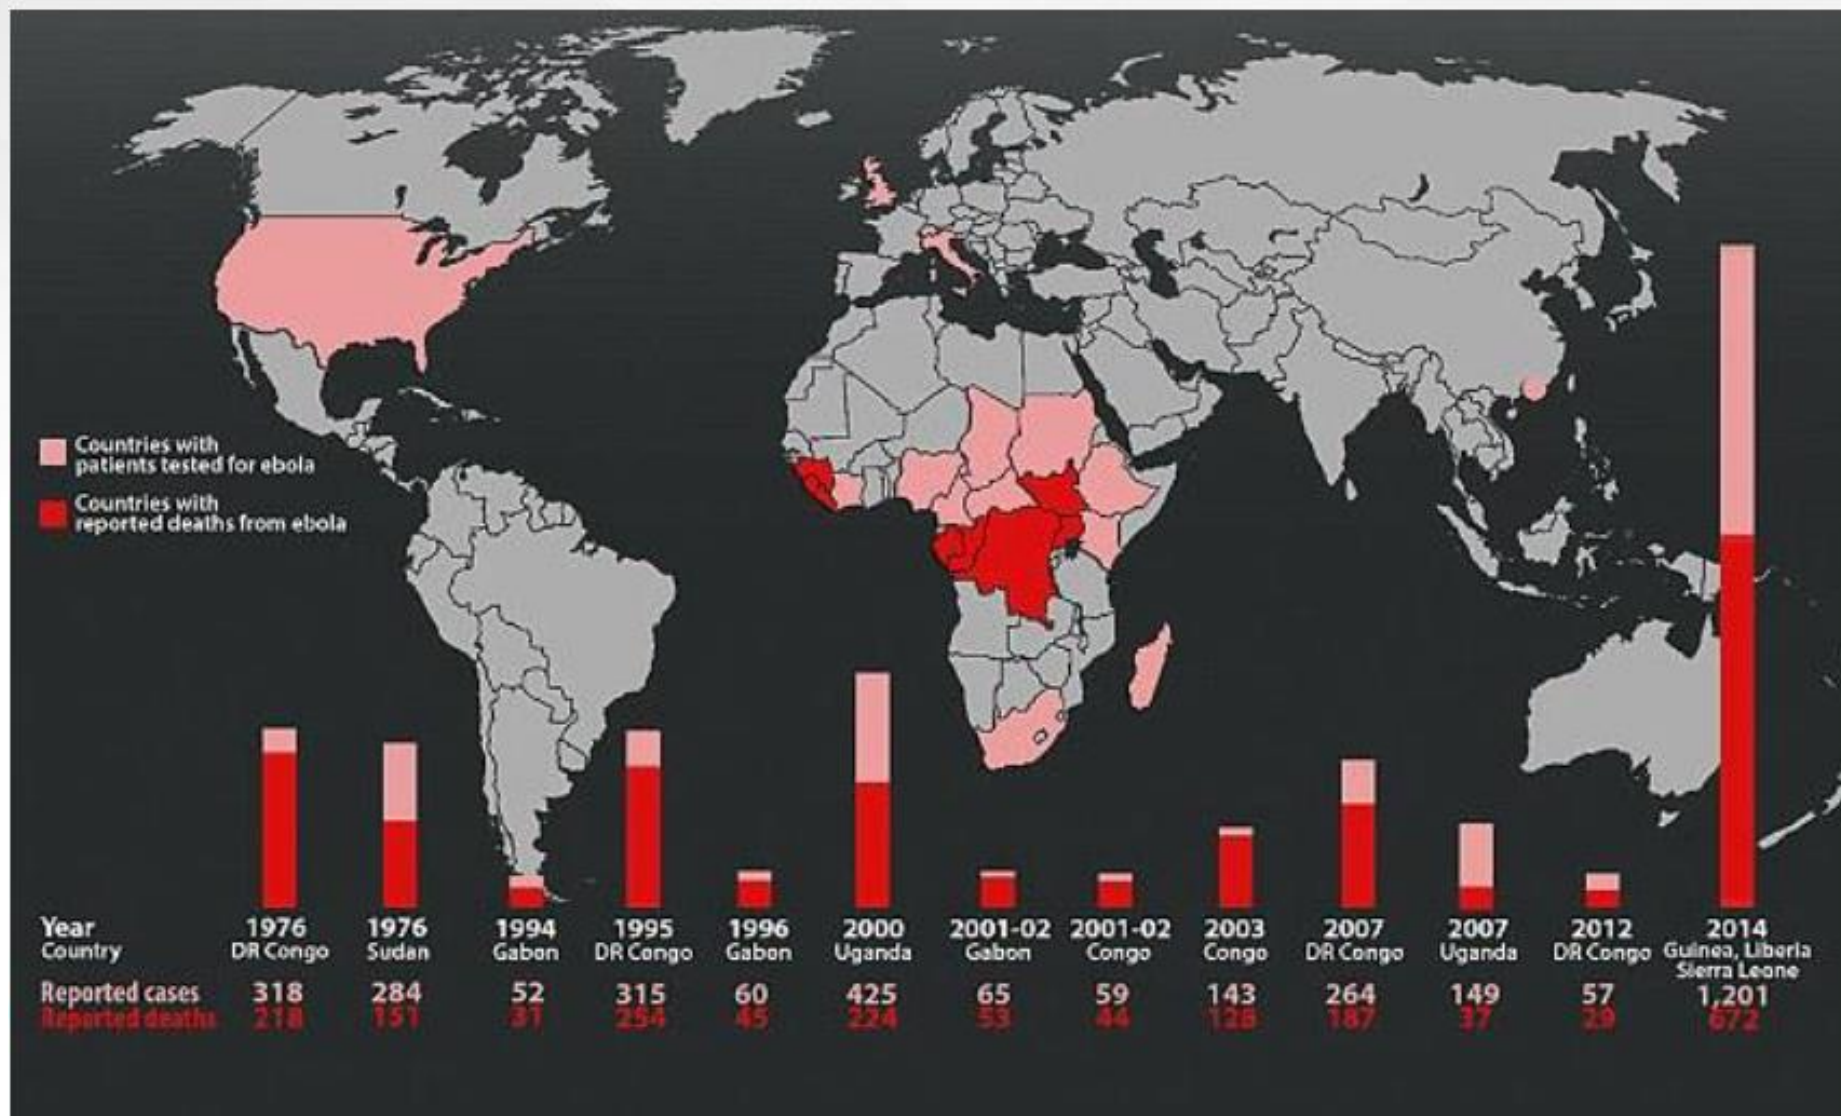 Countries with
patients tested for ebola
Countries with
reported deaths from ebola
Year 1976 1976 1994 1995 1996 2000 2001-02 2001-02 2003 2007 2007 2012 2014
Country DR Congo Sudan Gabon DR Congo Gabon Uganda Gabon Congo Congo DR Congo Uganda DR Congo Guinea, Liberia
Sierra Leone
Reported cases 318 284 52 315 60 425 65 59 143 264 149 57 1,201
Reported deaths 218 151 31 254 45 224 53 44 128 187 37 29 672